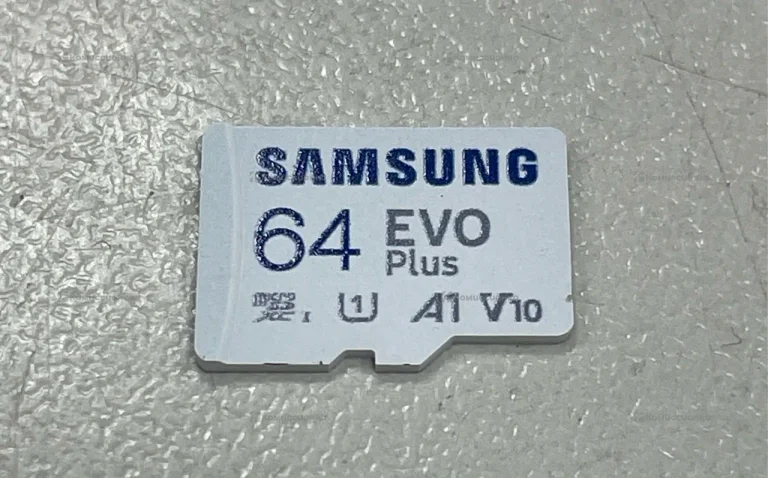 SAMSUNG
64 EVO
Plus
I U1 A1 V10